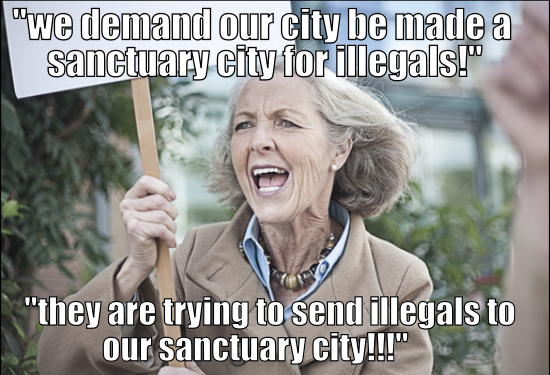 "we demand our city be made a
sanctuary city for illegals!"
"they are trying to send illegals to
our sanctuary city!!!"